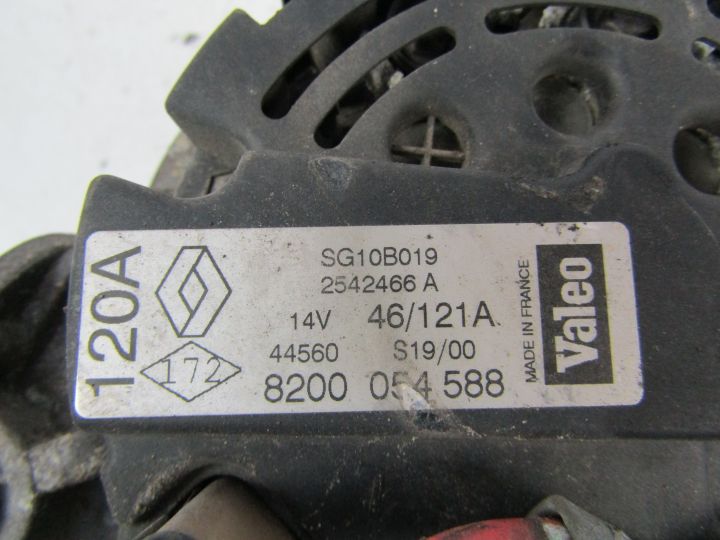 120A
172
SG10B019
2542466 A
14V 46/121A
44560 S19/00
8200 054 588
MADE IN FRANCE
Valeo